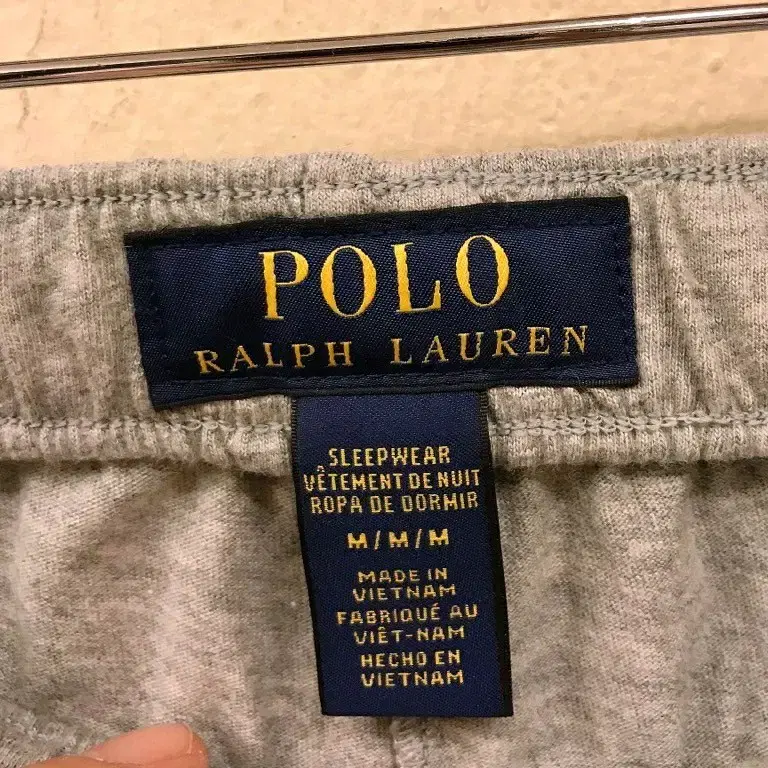 POLO
RALPH LAUREN
SLEEPWEAR
VÊTEMENT DE NUIT
ROPA DE DORMIR
M/M/M
MADE IN
VIETNAM
FABRIQUÉ AU
VIÊT-NAM
HECHO EN
VIETNAM